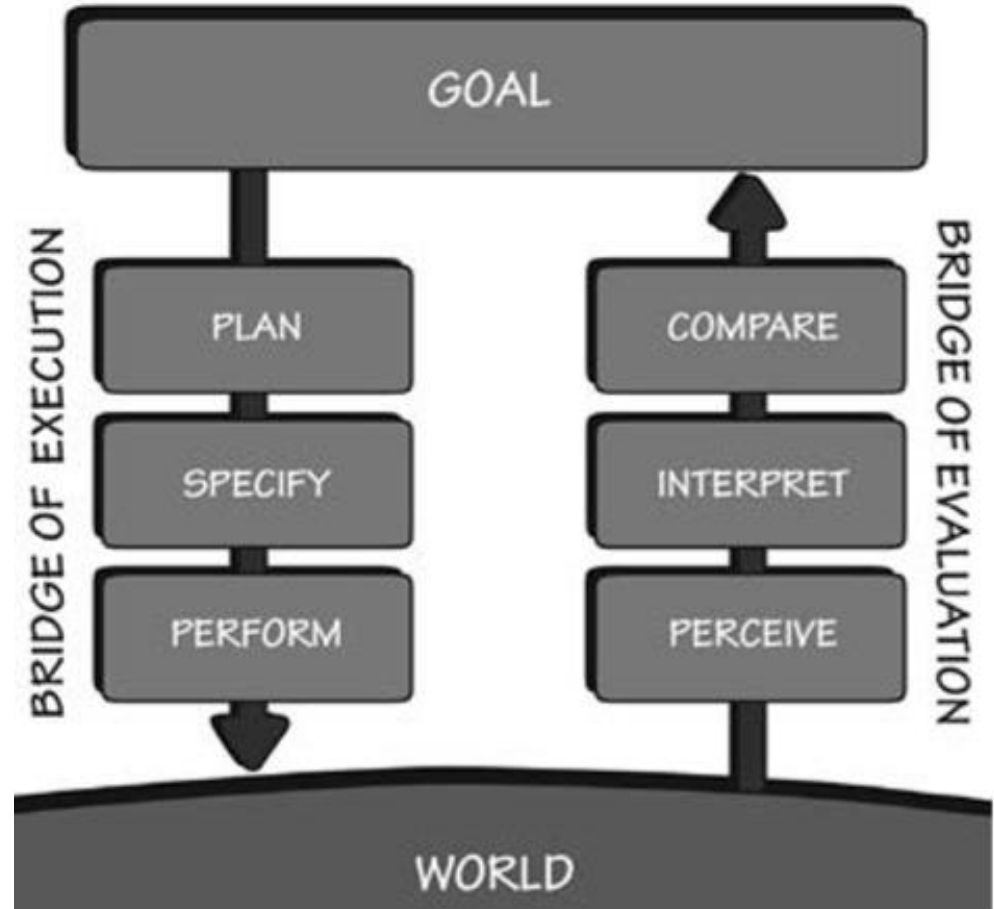 GOAL
BRIDGE OF EXECUTION
PLAN
SPECIFY
PERFORM
COMPARE
INTERPRET
PERCEIVE
BRIDGE OF EVALUATION
WORLD